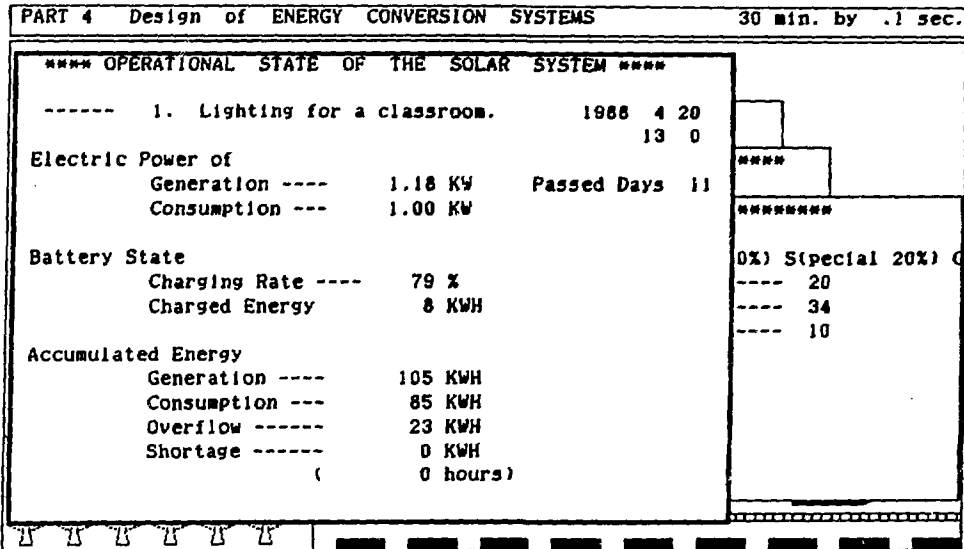 PART 4 Design of ENERGY CONVERSION SYSTEMS 30 min. by .1 sec.
**** OPERATIONAL STATE OF THE SOLAR SYSTEM ****
------ 1. Lighting for a classroom. 1988 4 20
13 0
Electric Power of ****
Generation ---- 1.18 KW Passed Days 11
Consumption --- 1.00 KW ********
Battery State 0%) S(pecial 20%)
Charging Rate ---- 79 % ---- 20
Charged Energy 8 KWH ---- 34
---- 10
Accumulated Energy
Generation ---- 105 KWH
Consumption --- 85 KWH
Overflow ------ 23 KWH
Shortage ------ 0 KWH
( 0 hours)